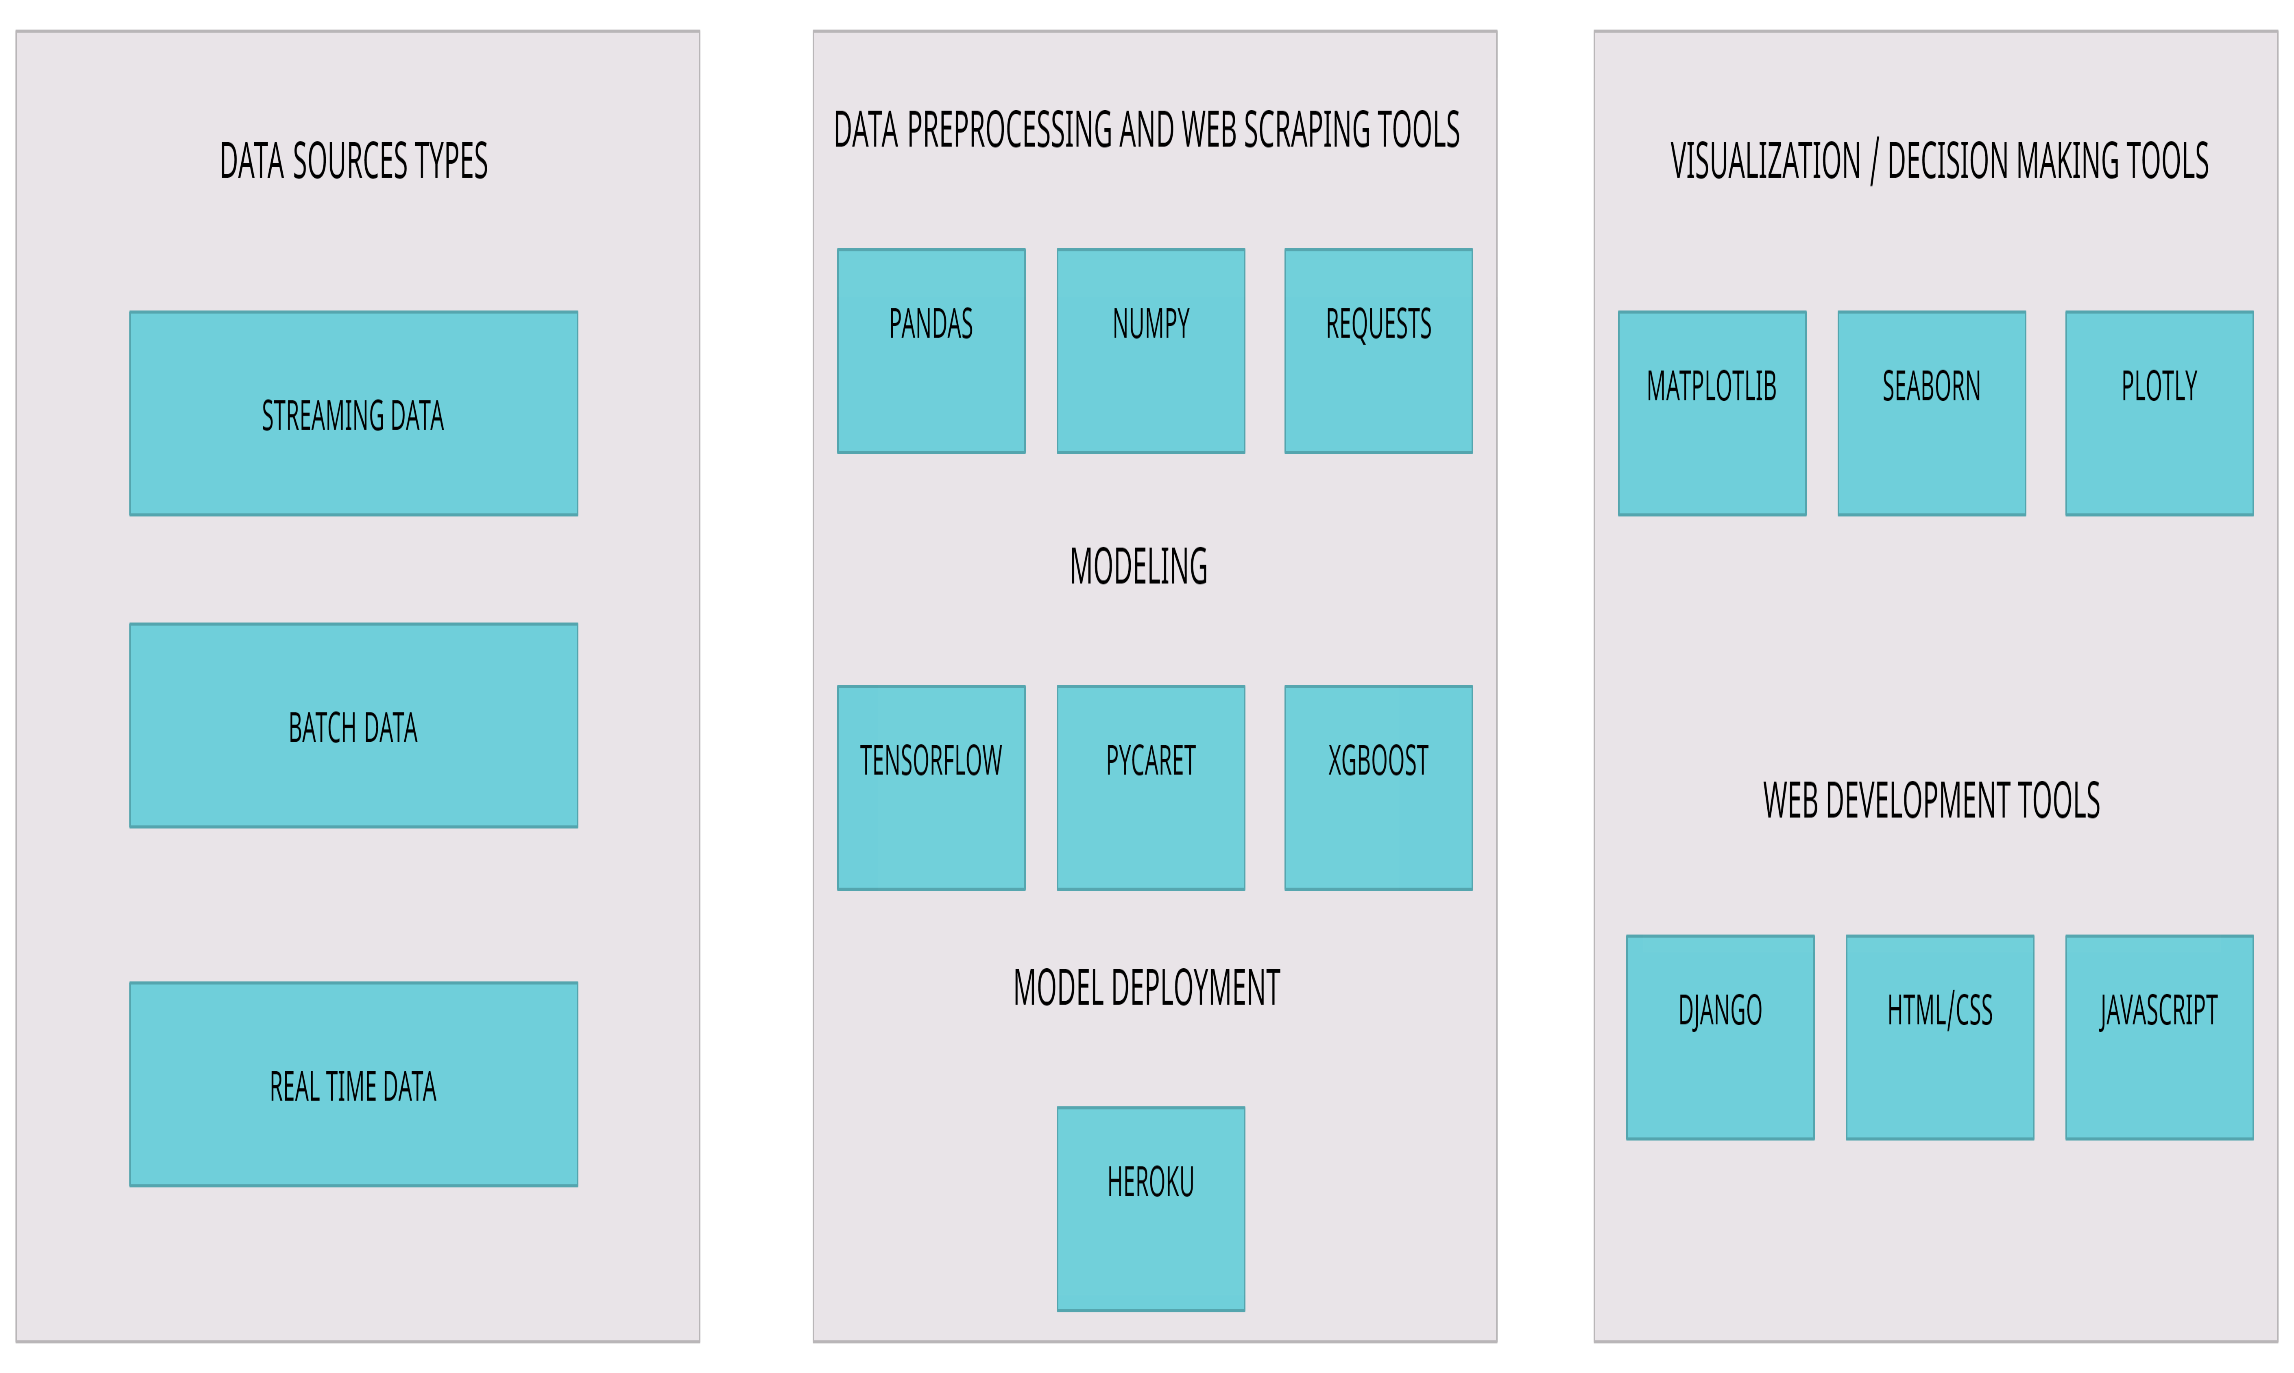 DATA SOURCES TYPES
STREAMING DATA
BATCH DATA
REAL TIME DATA
DATA PREPROCESSING AND WEB SCRAPING TOOLS
PANDAS
NUMPY
REQUESTS
MODELING
TENSORFLOW
PYCARET
XGBOOST
MODEL DEPLOYMENT
HEROKU
VISUALIZATION / DECISION MAKING TOOLS
MATPLOTLIB
SEABORN
PLOTLY
WEB DEVELOPMENT TOOLS
DJANGO
HTML/CSS
JAVASCRIPT